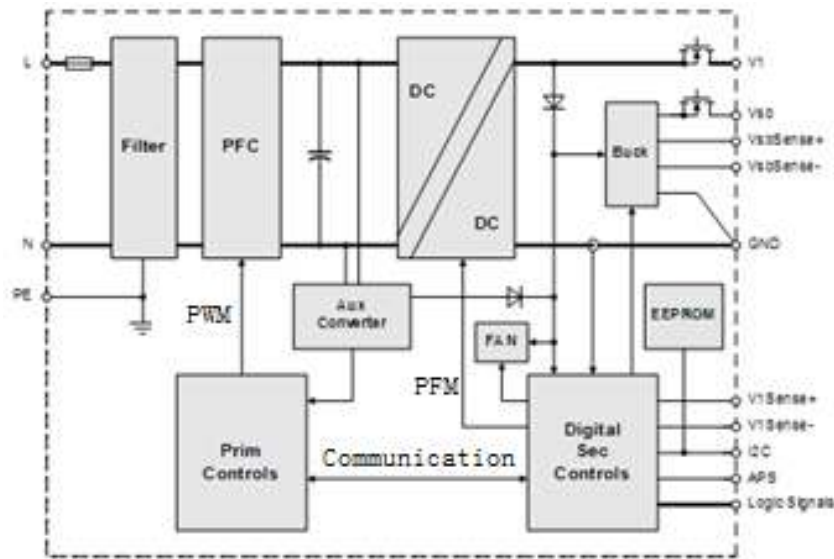 L
V1
DC
Vsb
Filter
PFC
Buck
VsbSense+
VsbSense-
DC
N
GND
PE
Aux
Converter
EEPROM
PWM
FAN
PFM
V1Sense+
V1Sense-
Prim
Controls
Communication
Digital
Sec
Controls
I2C
APS
Logic Signals